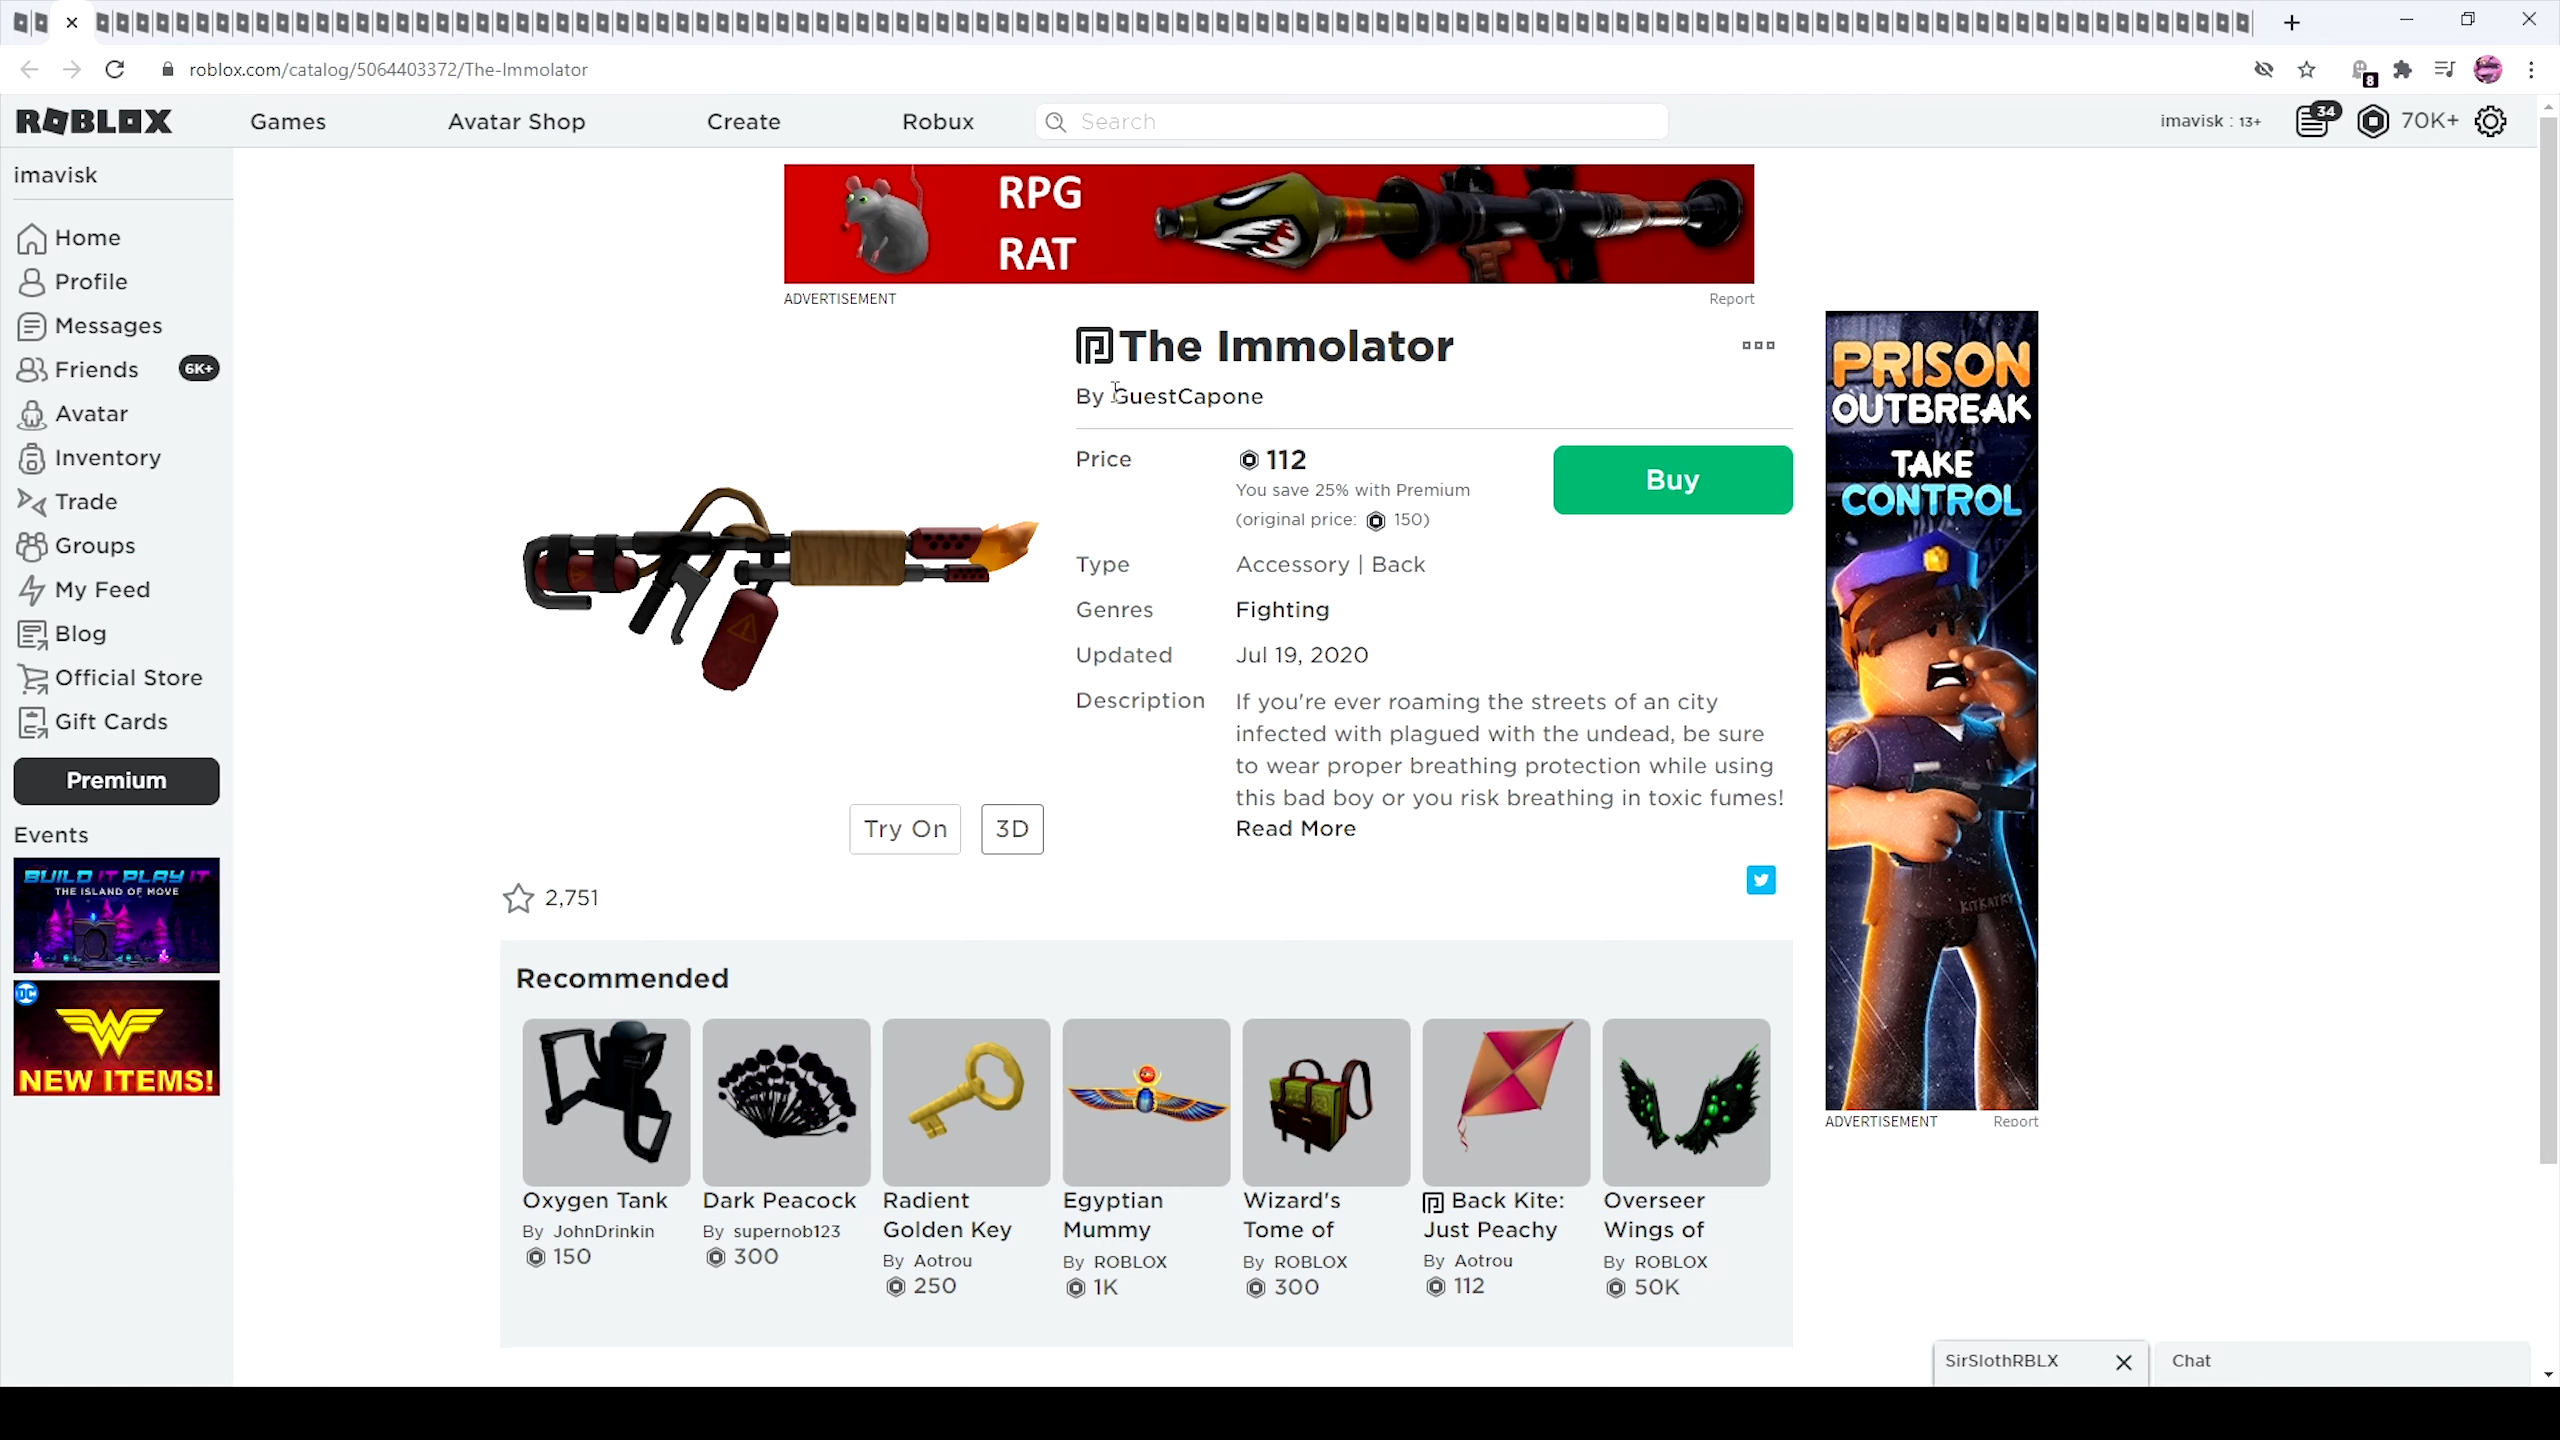 roblox.com/catalog/5064403372/The-Immolator
8
ROBLOX
Games
Avatar Shop
Create
Robux
Search
imavisk : 13+
34
70K+
imavisk
Home
Profile
Messages
Friends
6K+
Avatar
Inventory
Trade
Groups
My Feed
Blog
Official Store
Gift Cards
Premium
Events
BUILD IT PLAY IT
THE ISLAND OF MOVE
DC
W
NEW ITEMS!
RPG
RAT
ADVERTISEMENT
Report
The Immolator
By GuestCapone
Price
112
You save 25% with Premium
(original price: 150)
Buy
Type
Accessory | Back
Genres
Fighting
Updated
Jul 19, 2020
Description
If you're ever roaming the streets of an city
infected with plagued with the undead, be sure
to wear proper breathing protection while using
this bad boy or you risk breathing in toxic fumes!
Read More
Try On
3D
2,751
PRISON
OUTBREAK
TAKE
CONTROL
KITKATKY
ADVERTISEMENT
Report
Recommended
Oxygen Tank
By JohnDrinkin
150
Dark Peacock
By supernob123
300
Radient
Golden Key
By Aotrou
250
Egyptian
Mummy
By ROBLOX
1K
Wizard's
Tome of
By ROBLOX
300
Back Kite:
Just Peachy
By Aotrou
112
Overseer
Wings of
By ROBLOX
50K
SirSlothRBLX
Chat